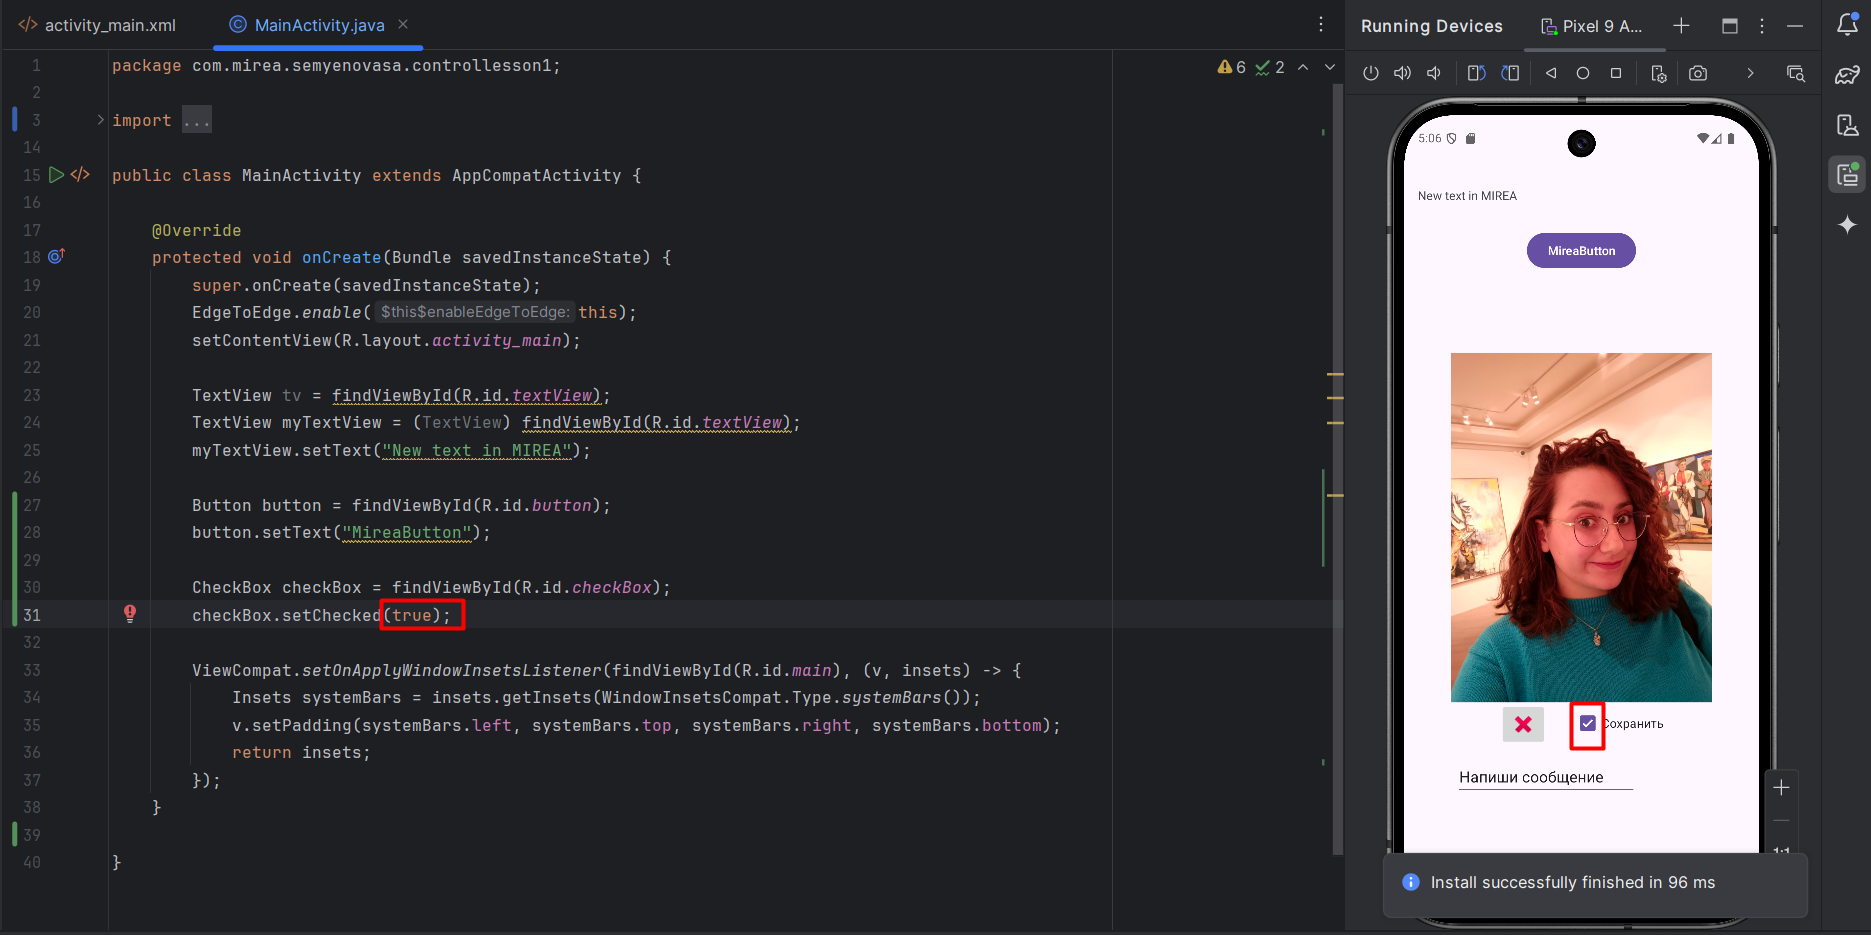 activity_main.xml
MainActivity.java
1 package com.mirea.semyenovasa.controllesson1;
6 2
2
3 import ...
14
15 public class MainActivity extends AppCompatActivity {
16
17 @Override
18 protected void onCreate(Bundle savedInstanceState) {
19 super.onCreate(savedInstanceState);
20 EdgeToEdge.enable( $this$enableEdgeToEdge: this);
21 setContentView(R.layout.activity_main);
22
23 TextView tv = findViewById(R.id.textView);
24 TextView myTextView = (TextView) findViewById(R.id.textView);
25 myTextView.setText("New text in MIREA");
26
27 Button button = findViewById(R.id.button);
28 button.setText("MireaButton");
29
30 CheckBox checkBox = findViewById(R.id.checkBox);
31 checkBox.setChecked(true);
32
33 ViewCompat.setOnApplyWindowInsetsListener(findViewById(R.id.main), (v, insets) -> {
34 Insets systemBars = insets.getInsets(WindowInsetsCompat.Type.systemBars());
35 v.setPadding(systemBars.left, systemBars.top, systemBars.right, systemBars.bottom);
36 return insets;
37 });
38 }
39
40 }
Running Devices
Pixel 9 A...
5:06
New text in MIREA
MireaButton
Сохранить
Напиши сообщение
1:1
Install successfully finished in 96 ms